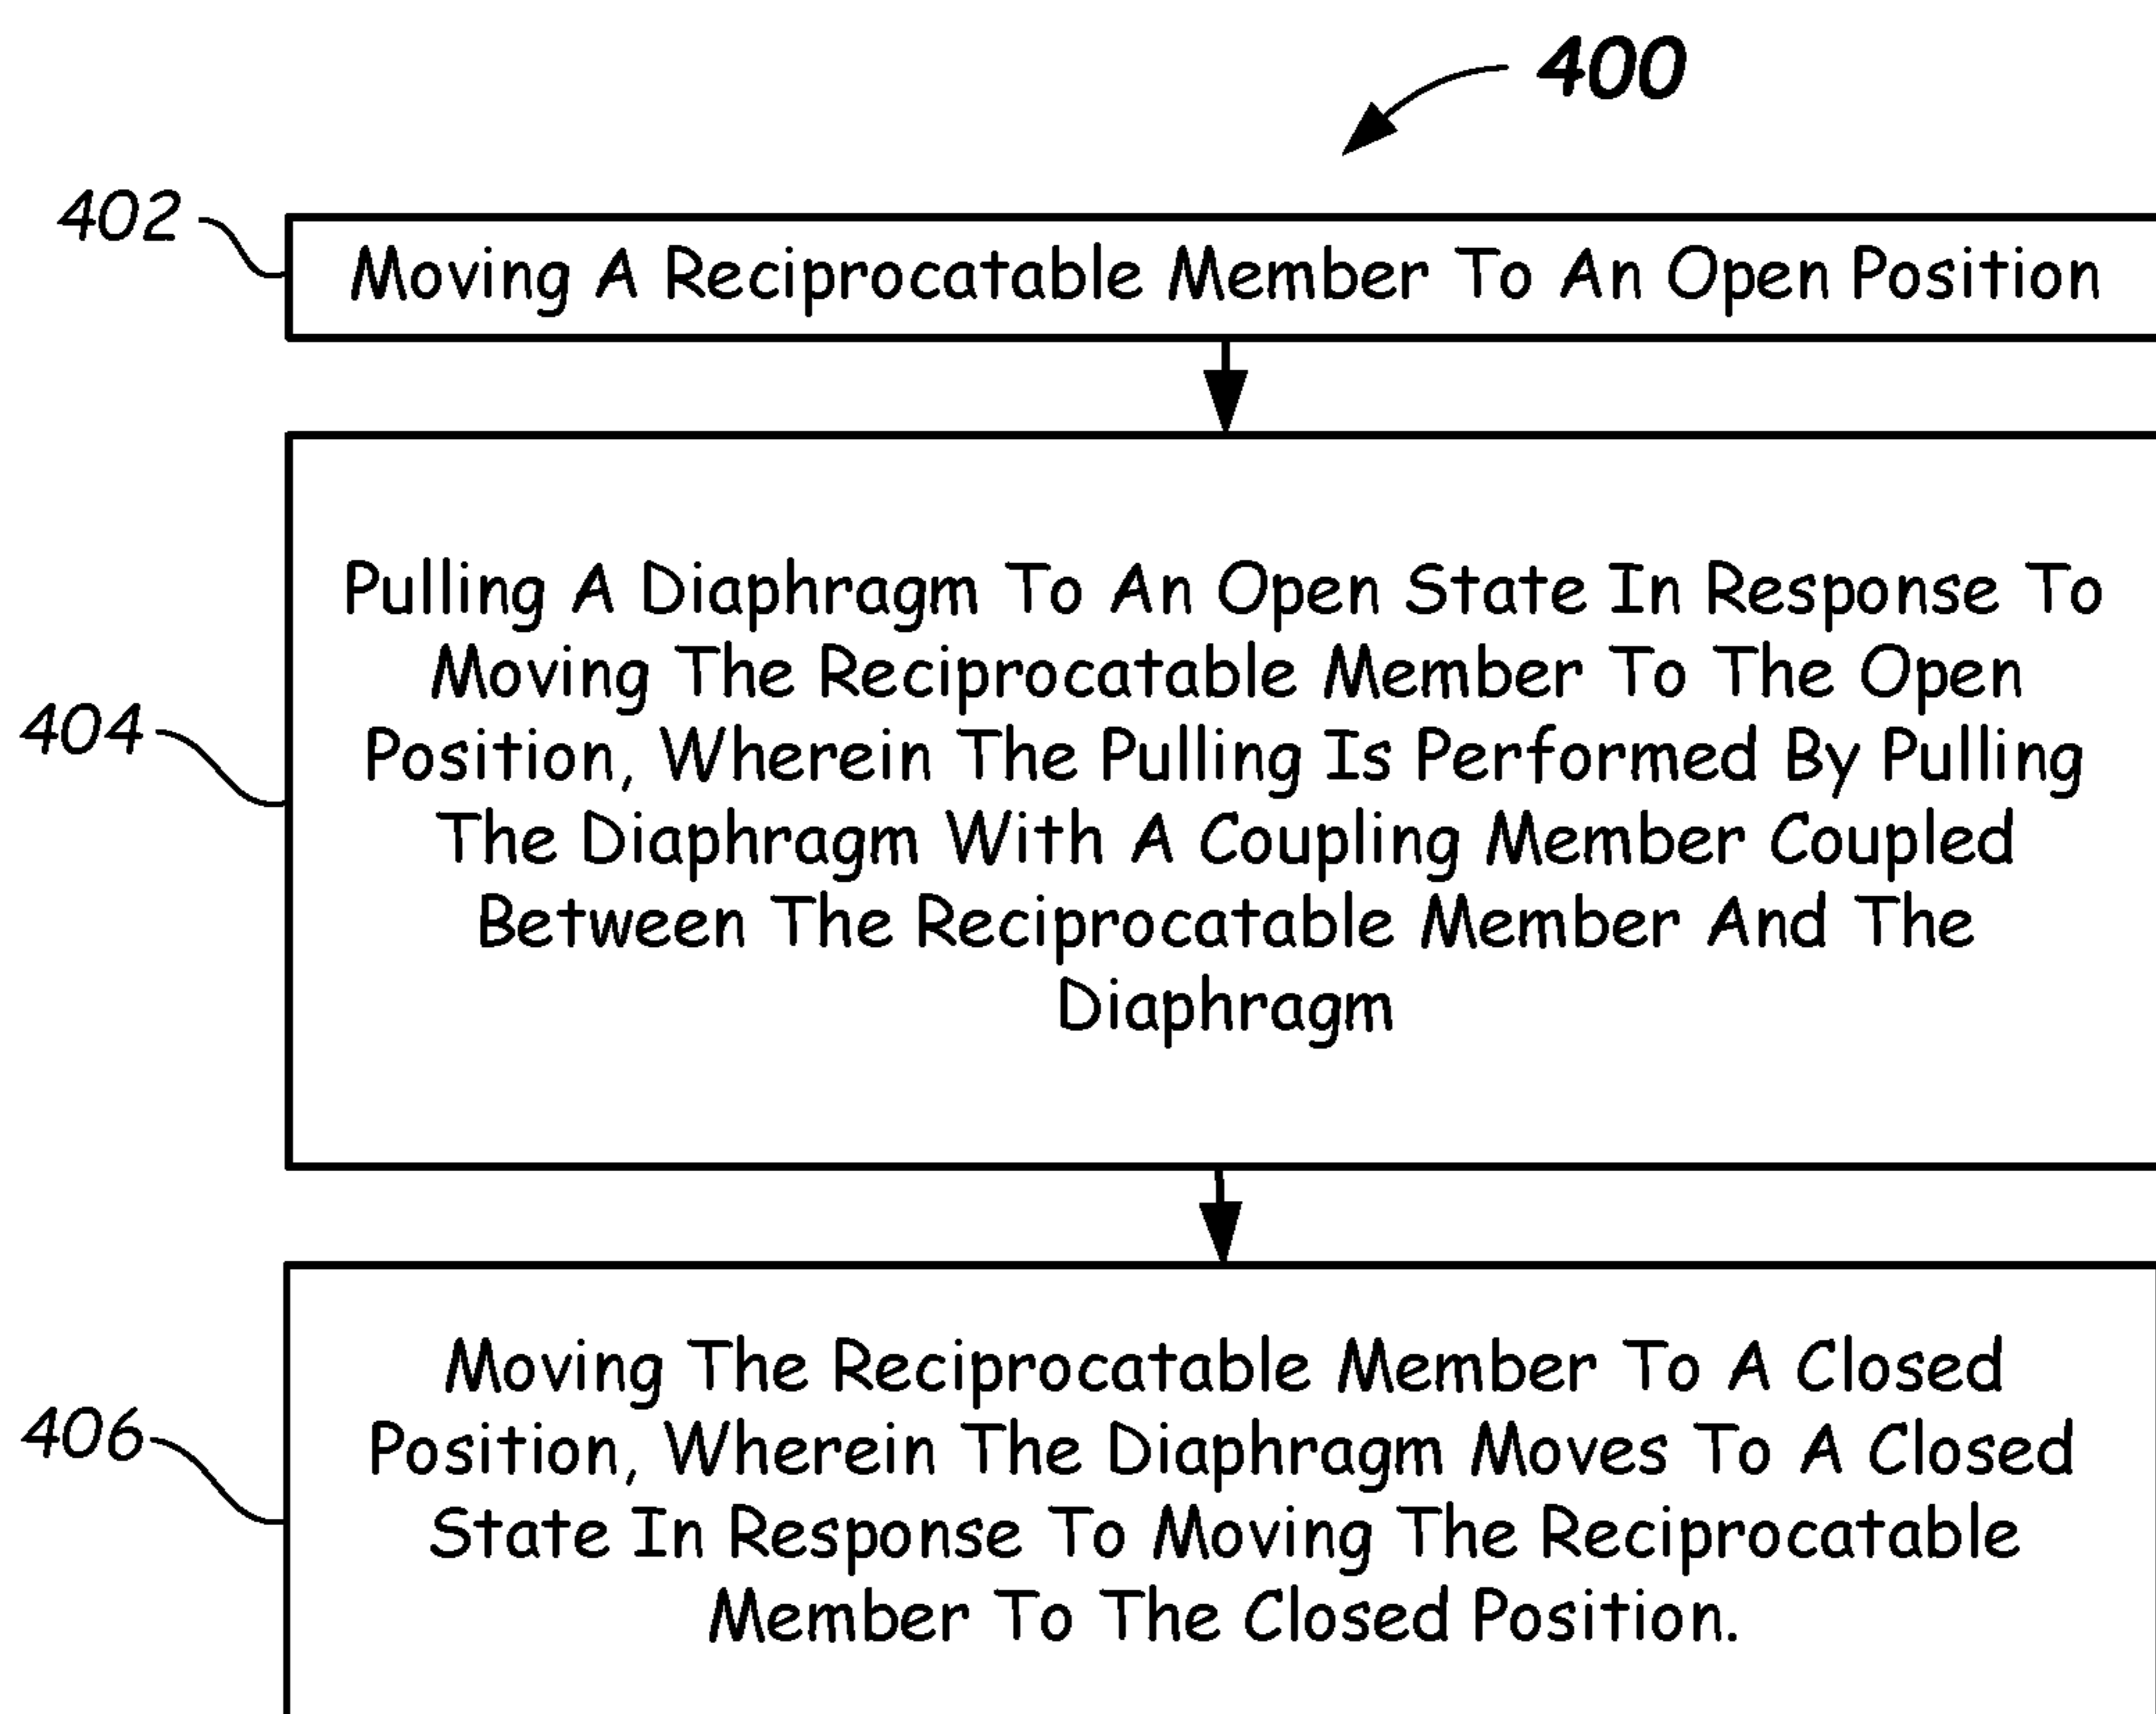 400
402
Moving A Reciprocatable Member To An Open Position
Pulling A Diaphragm To An Open State In Response To
Moving The Reciprocatable Member To The Open
404
Position, Wherein The Pulling Is Performed By Pulling
The Diaphragm With A Coupling Member Coupled
Between The Reciprocatable Member And The
Diaphragm
Moving The Reciprocatable Member To A Closed
406
Position, Wherein The Diaphragm Moves To A Closed
State In Response To Moving The Reciprocatable
Member To The Closed Position.